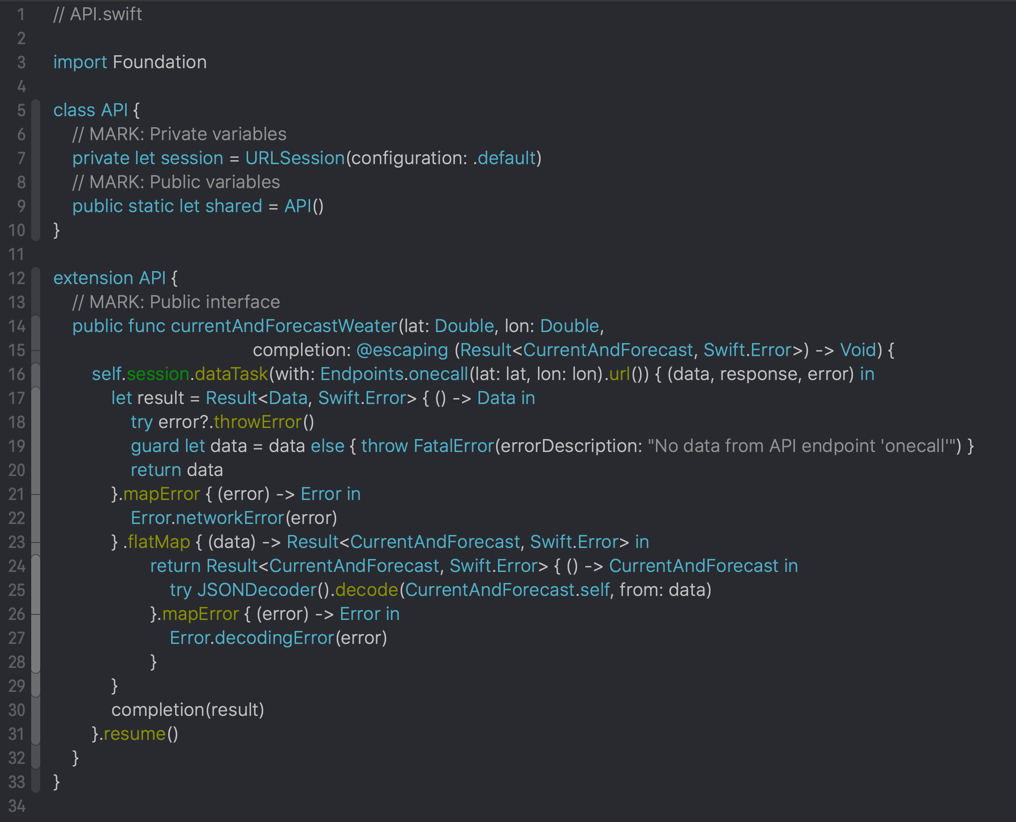 1 // API.swift
2
3 import Foundation
4
5 class API {
6 // MARK: Private variables
7 private let session = URLSession(configuration: .default)
8 // MARK: Public variables
9 public static let shared = API()
10 }
11
12 extension API {
13 // MARK: Public interface
14 public func currentAndForecastWeater(lat: Double, lon: Double,
15 completion: @escaping (Result<CurrentAndForecast, Swift.Error>) -> Void) {
16 self.session.dataTask(with: Endpoints.onecall(lat: lat, lon: lon).url()) { (data, response, error) in
17 let result = Result<Data, Swift.Error> { () -> Data in
18 try error?.throwError()
19 guard let data = data else { throw FatalError(errorDescription: "No data from API endpoint 'onecall'") }
20 return data
21 }.mapError { (error) -> Error in
22 Error.networkError(error)
23 } .flatMap { (data) -> Result<CurrentAndForecast, Swift.Error> in
24 return Result<CurrentAndForecast, Swift.Error> { () -> CurrentAndForecast in
25 try JSONDecoder().decode(CurrentAndForecast.self, from: data)
26 }.mapError { (error) -> Error in
27 Error.decodingError(error)
28 }
29 }
30 completion(result)
31 }.resume()
32 }
33 }
34